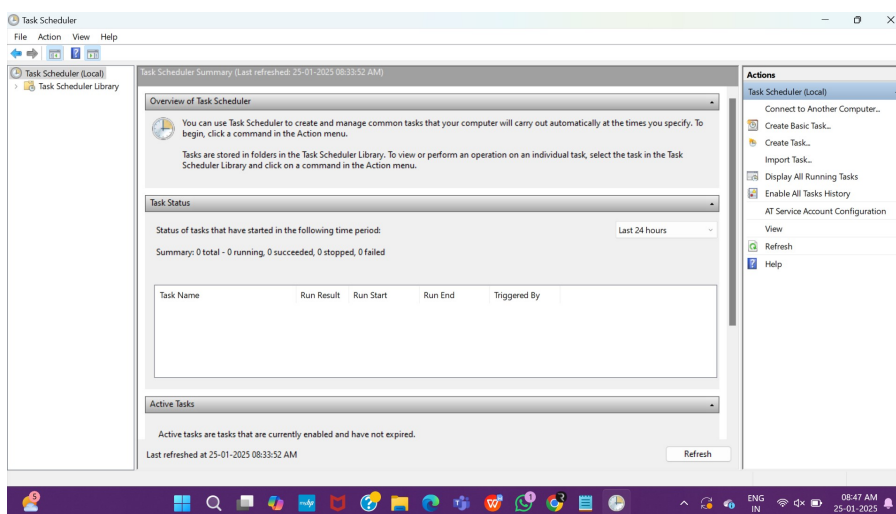 Task Scheduler
File Action View Help
Task Scheduler (Local)
Task Scheduler Library
Task Scheduler Summary (Last refreshed: 25-01-2025 08:33:52 AM)
Overview of Task Scheduler
You can use Task Scheduler to create and manage common tasks that your computer will carry out automatically at the times you specify. To
begin, click a command in the Action menu.
Tasks are stored in folders in the Task Scheduler Library. To view or perform an operation on an individual task, select the task in the Task
Scheduler Library and click on a command in the Action menu.
Task Status
Status of tasks that have started in the following time period:
Last 24 hours
Summary: 0 total - 0 running, 0 succeeded, 0 stopped, 0 failed
Task Name Run Result Run Start Run End Triggered By
Active Tasks
Active tasks are tasks that are currently enabled and have not expired.
Last refreshed at 25-01-2025 08:33:52 AM
Refresh
Actions
Task Scheduler (Local)
Connect to Another Computer...
Create Basic Task...
Create Task...
Import Task...
Display All Running Tasks
Enable All Tasks History
AT Service Account Configuration
View
Refresh
Help
5
ENG
IN
08:47 AM
25-01-2025